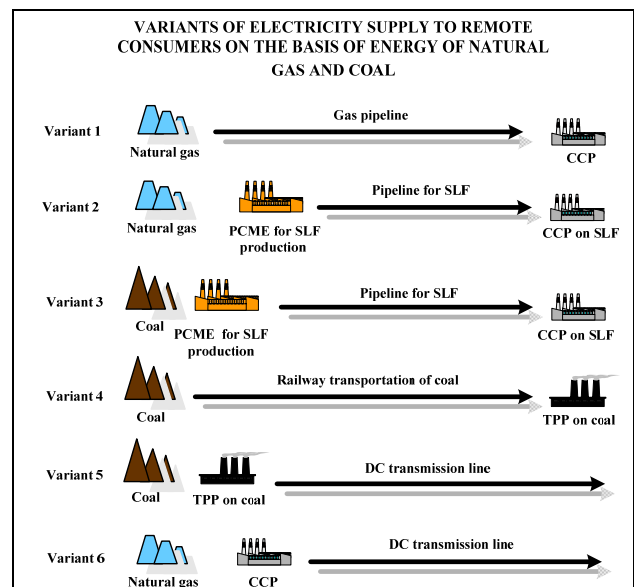 VARIANTS OF ELECTRICITY SUPPLY TO REMOTE
CONSUMERS ON THE BASIS OF ENERGY OF NATURAL
GAS AND COAL
Variant 1
Natural gas
Gas pipeline
CCP
Variant 2
Natural gas
PCME for SLF
production
Pipeline for SLF
CCP on SLF
Variant 3
Coal
PCME for SLF
production
Pipeline for SLF
CCP on SLF
Variant 4
Coal
Railway transportation of coal
TPP on coal
Variant 5
Coal
TPP on coal
DC transmission line
Variant 6
Natural gas
CCP
DC transmission line